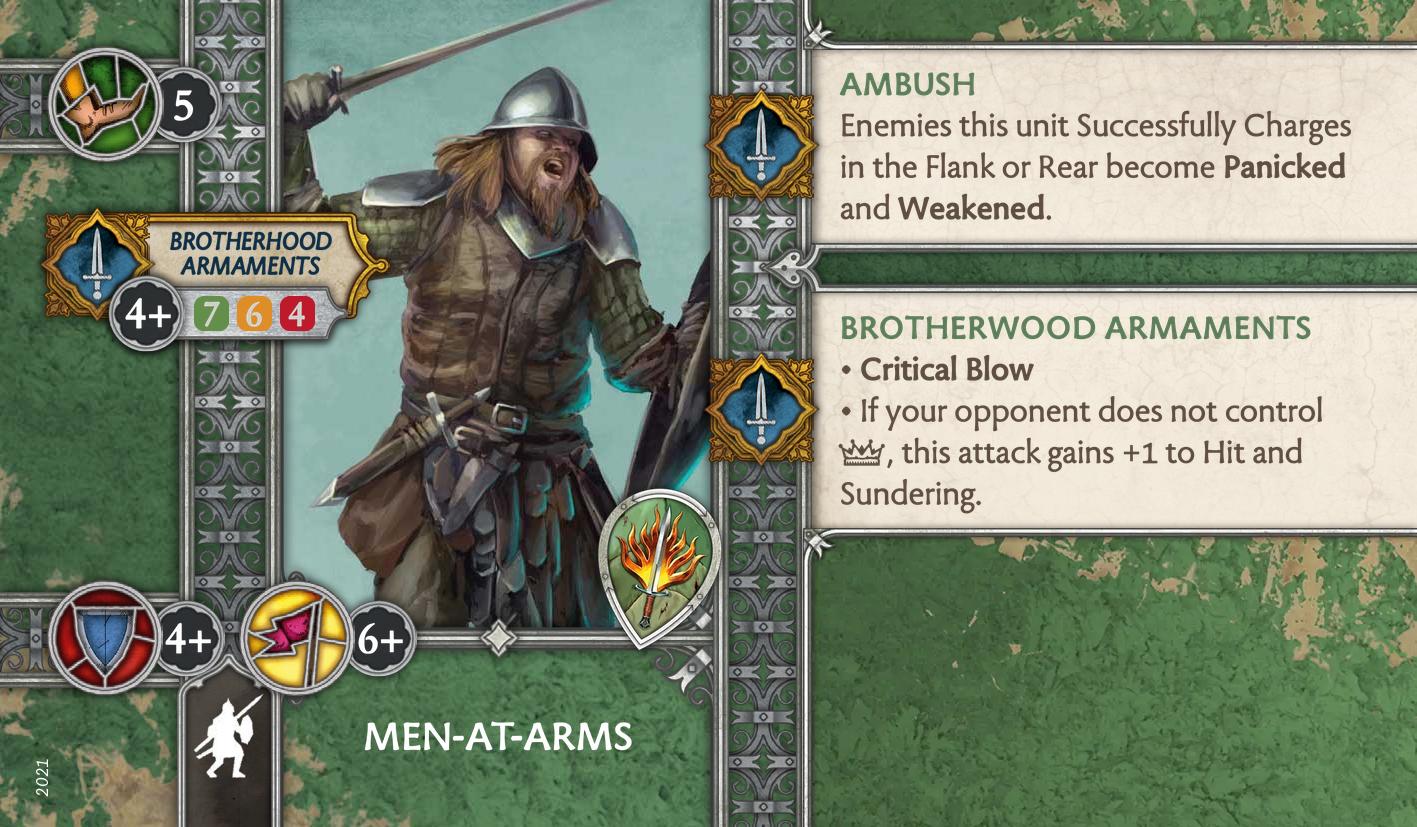 5
BROTHERHOOD
ARMAMENTS
4+ 7 6 4
4+
6+
MEN-AT-ARMS
2021
AMBUSH
Enemies this unit Successfully Charges
in the Flank or Rear become Panicked
and Weakened.
BROTHERWOOD ARMAMENTS
• Critical Blow
• If your opponent does not control
, this attack gains +1 to Hit and
Sundering.